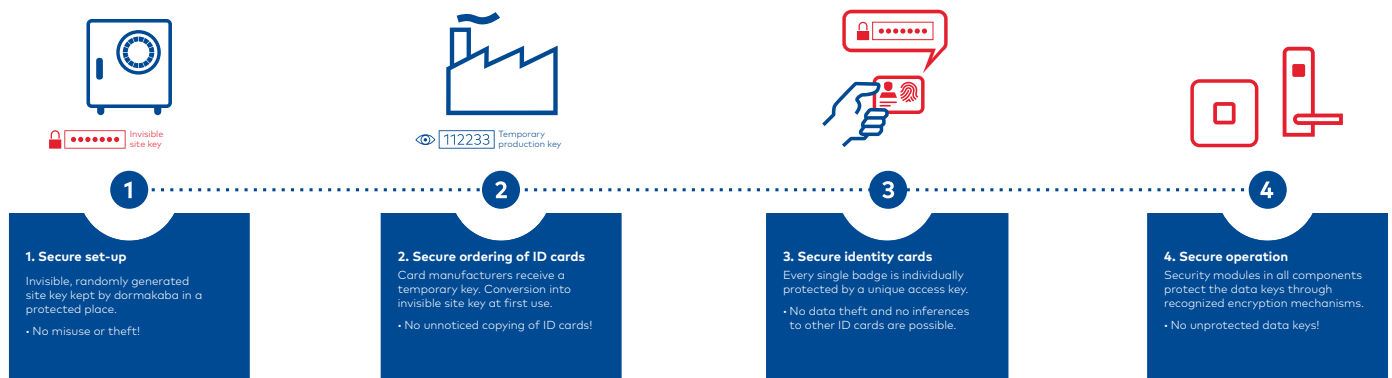 Invisible
site key
112233
Temporary
production key
1
2
3
4
1. Secure set-up
Invisible, randomly generated
site key kept by dormakaba in a
protected place.
• No misuse or theft!
2. Secure ordering of ID cards
Card manufacturers receive a
temporary key. Conversion into
invisible site key at first use.
• No unnoticed copying of ID cards!
3. Secure identity cards
Every single badge is individually
protected by a unique access key.
• No data theft and no inferences
to other ID cards are possible.
4. Secure operation
Security modules in all components
protect the data keys through
recognized encryption mechanisms.
• No unprotected data keys!